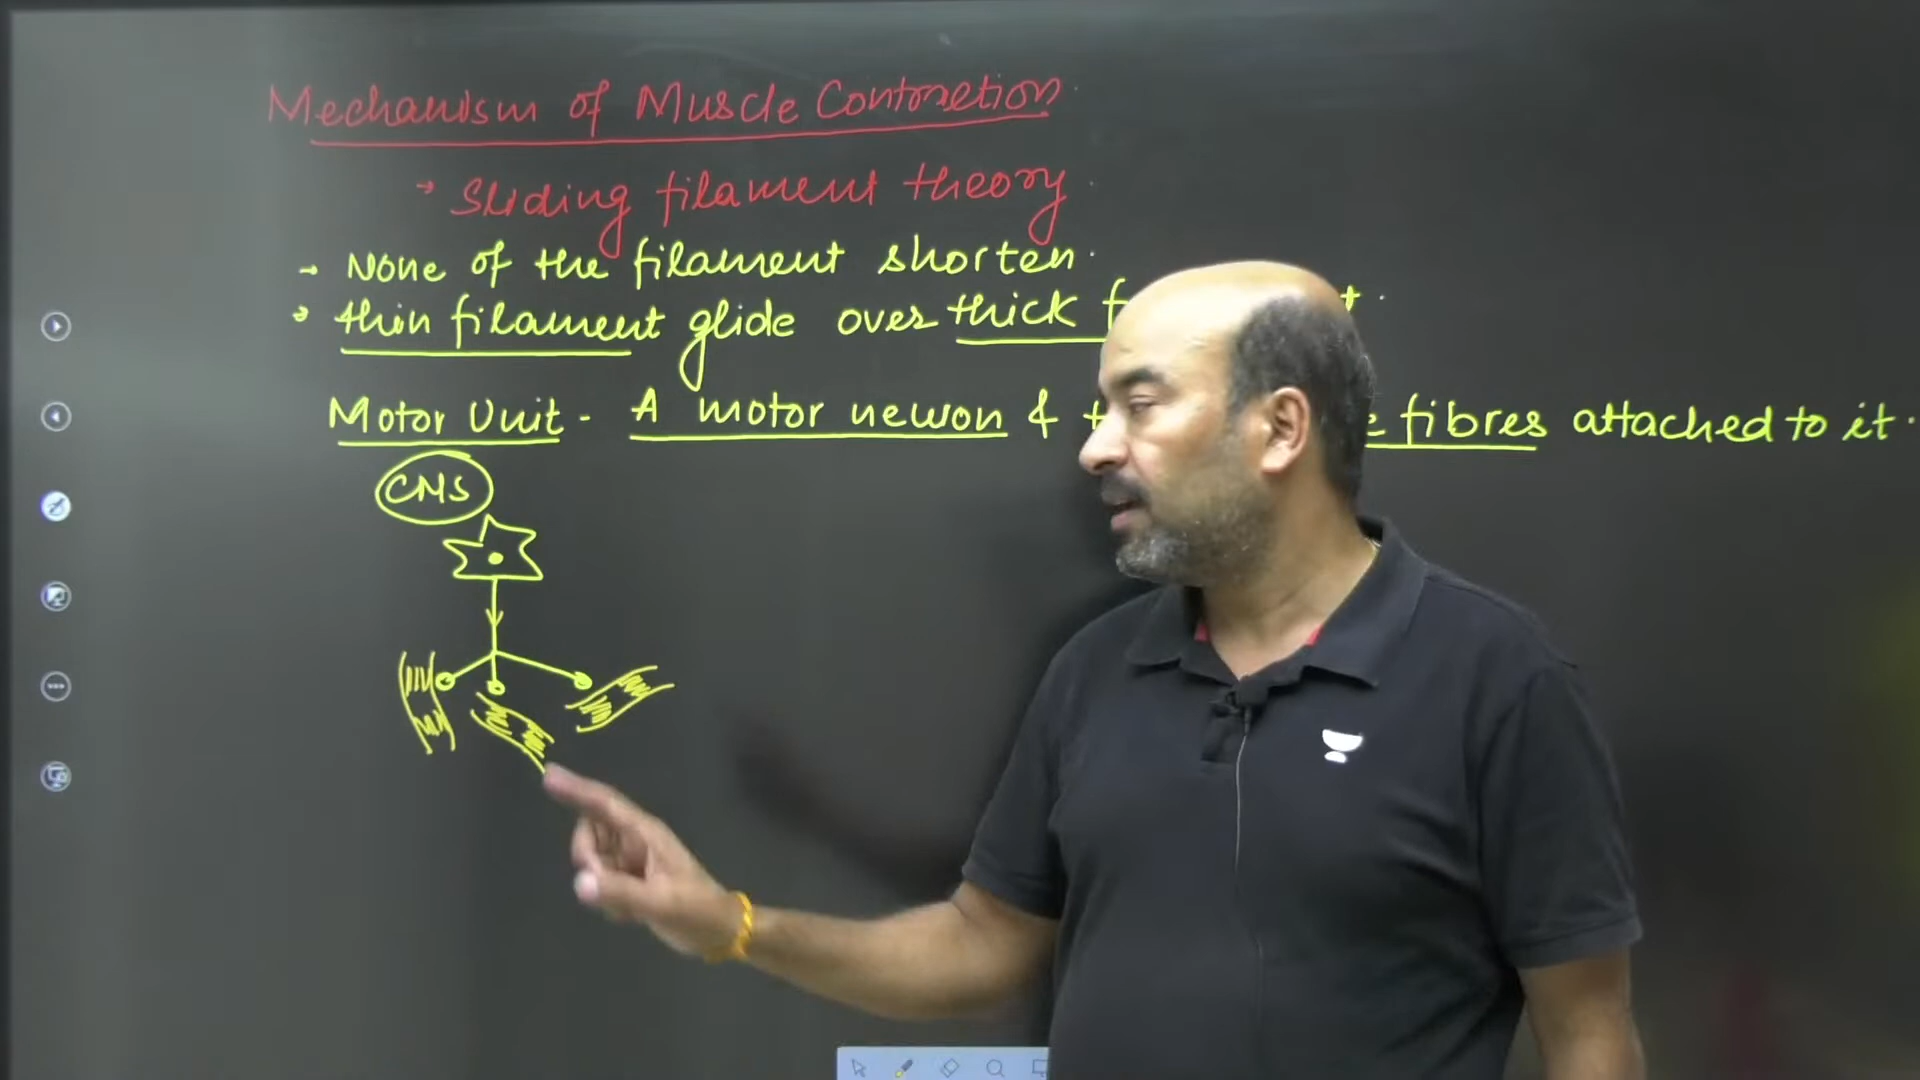 Mechanism of Muscle Contraction.
→ Sliding filament theory.
→ None of the filament shorten.
→ thin filament glide over thick
Motor Unit - A motor neuron & fibres attached to it.
CNS